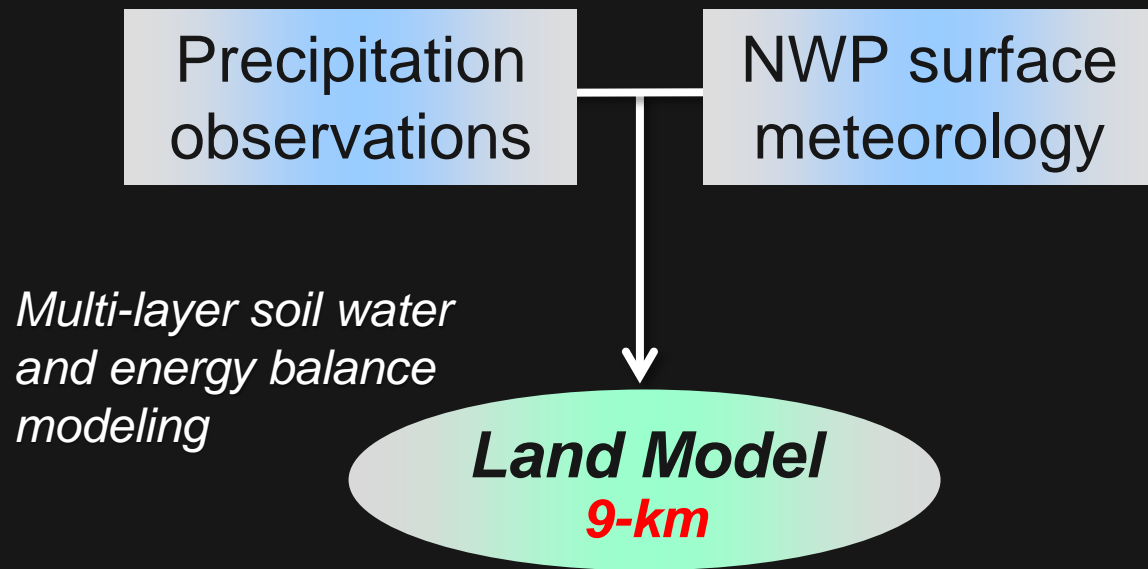 Precipitation
observations
NWP surface
meteorology
Multi-layer soil water
and energy balance
modeling
Land Model
9-km